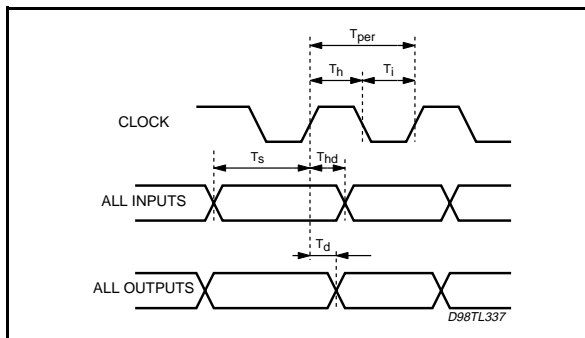 Tper
Th
Ti
CLOCK
Ts
Thd
ALL INPUTS
Td
ALL OUTPUTS
D98TL337